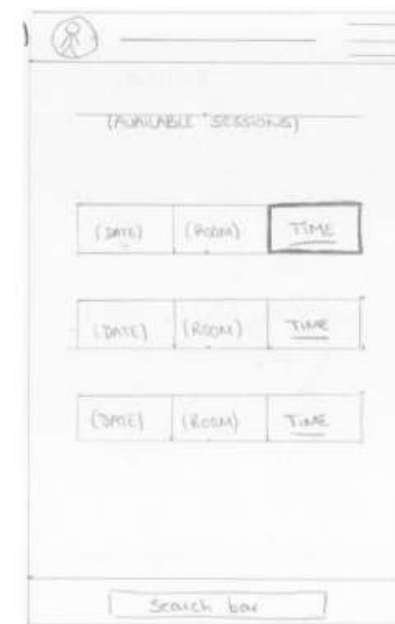 (AVAILABLE SESSIONS)
(DATE) (ROOM) TIME
(DATE) (ROOM) TIME
(DATE) (ROOM) TIME
Search bar